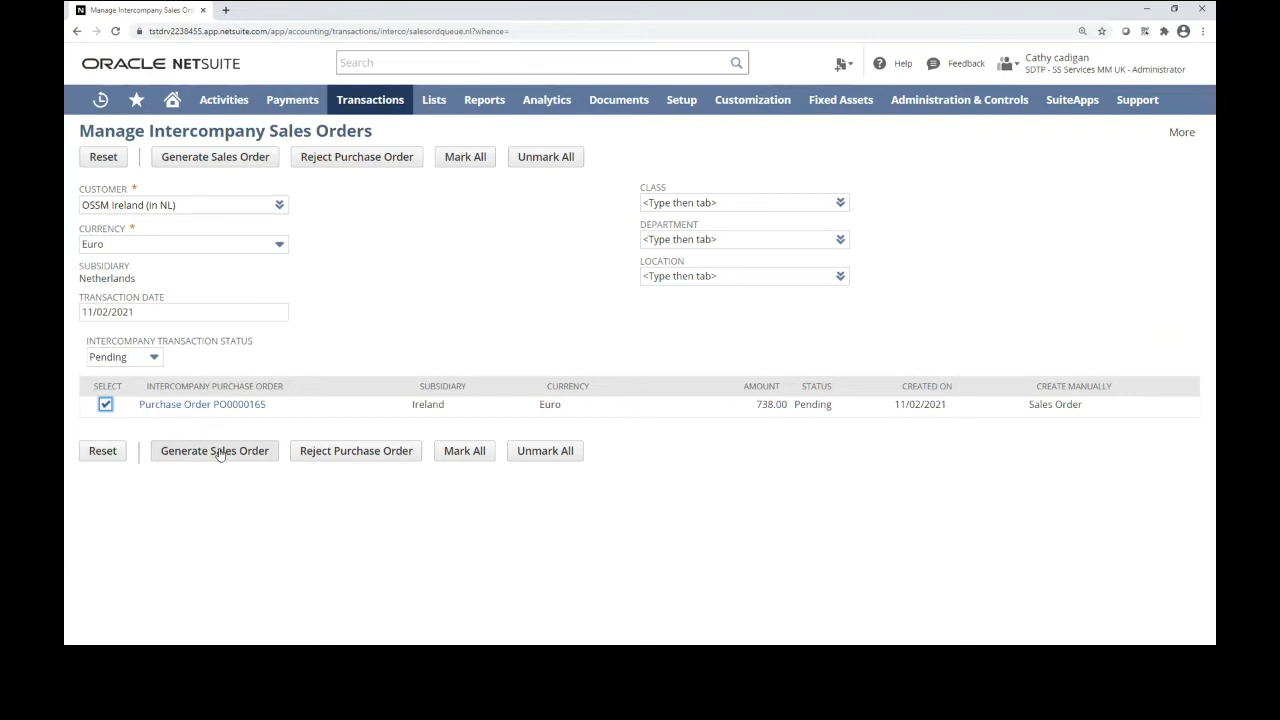 Manage Intercompany Sales Ord
tstdrv2238455.app.netsuite.com/app/accounting/transactions/interco/salesordqueue.nl?whence=
ORACLE NETSUITE
Search
Help
Feedback
Cathy cadigan
SDTP - SS Services MM UK - Administrator
Activities Payments Transactions Lists Reports Analytics Documents Setup Customization Fixed Assets Administration & Controls SuiteApps Support
Manage Intercompany Sales Orders
More
Reset Generate Sales Order Reject Purchase Order Mark All Unmark All
CUSTOMER *
OSSM Ireland (in NL)
CURRENCY *
Euro
SUBSIDIARY
Netherlands
TRANSACTION DATE
11/02/2021
CLASS
<Type then tab>
DEPARTMENT
<Type then tab>
LOCATION
<Type then tab>
INTERCOMPANY TRANSACTION STATUS
Pending
SELECT INTERCOMPANY PURCHASE ORDER SUBSIDIARY CURRENCY AMOUNT STATUS CREATED ON CREATE MANUALLY
Purchase Order PO0000165 Ireland Euro 738.00 Pending 11/02/2021 Sales Order
Reset Generate Sales Order Reject Purchase Order Mark All Unmark All